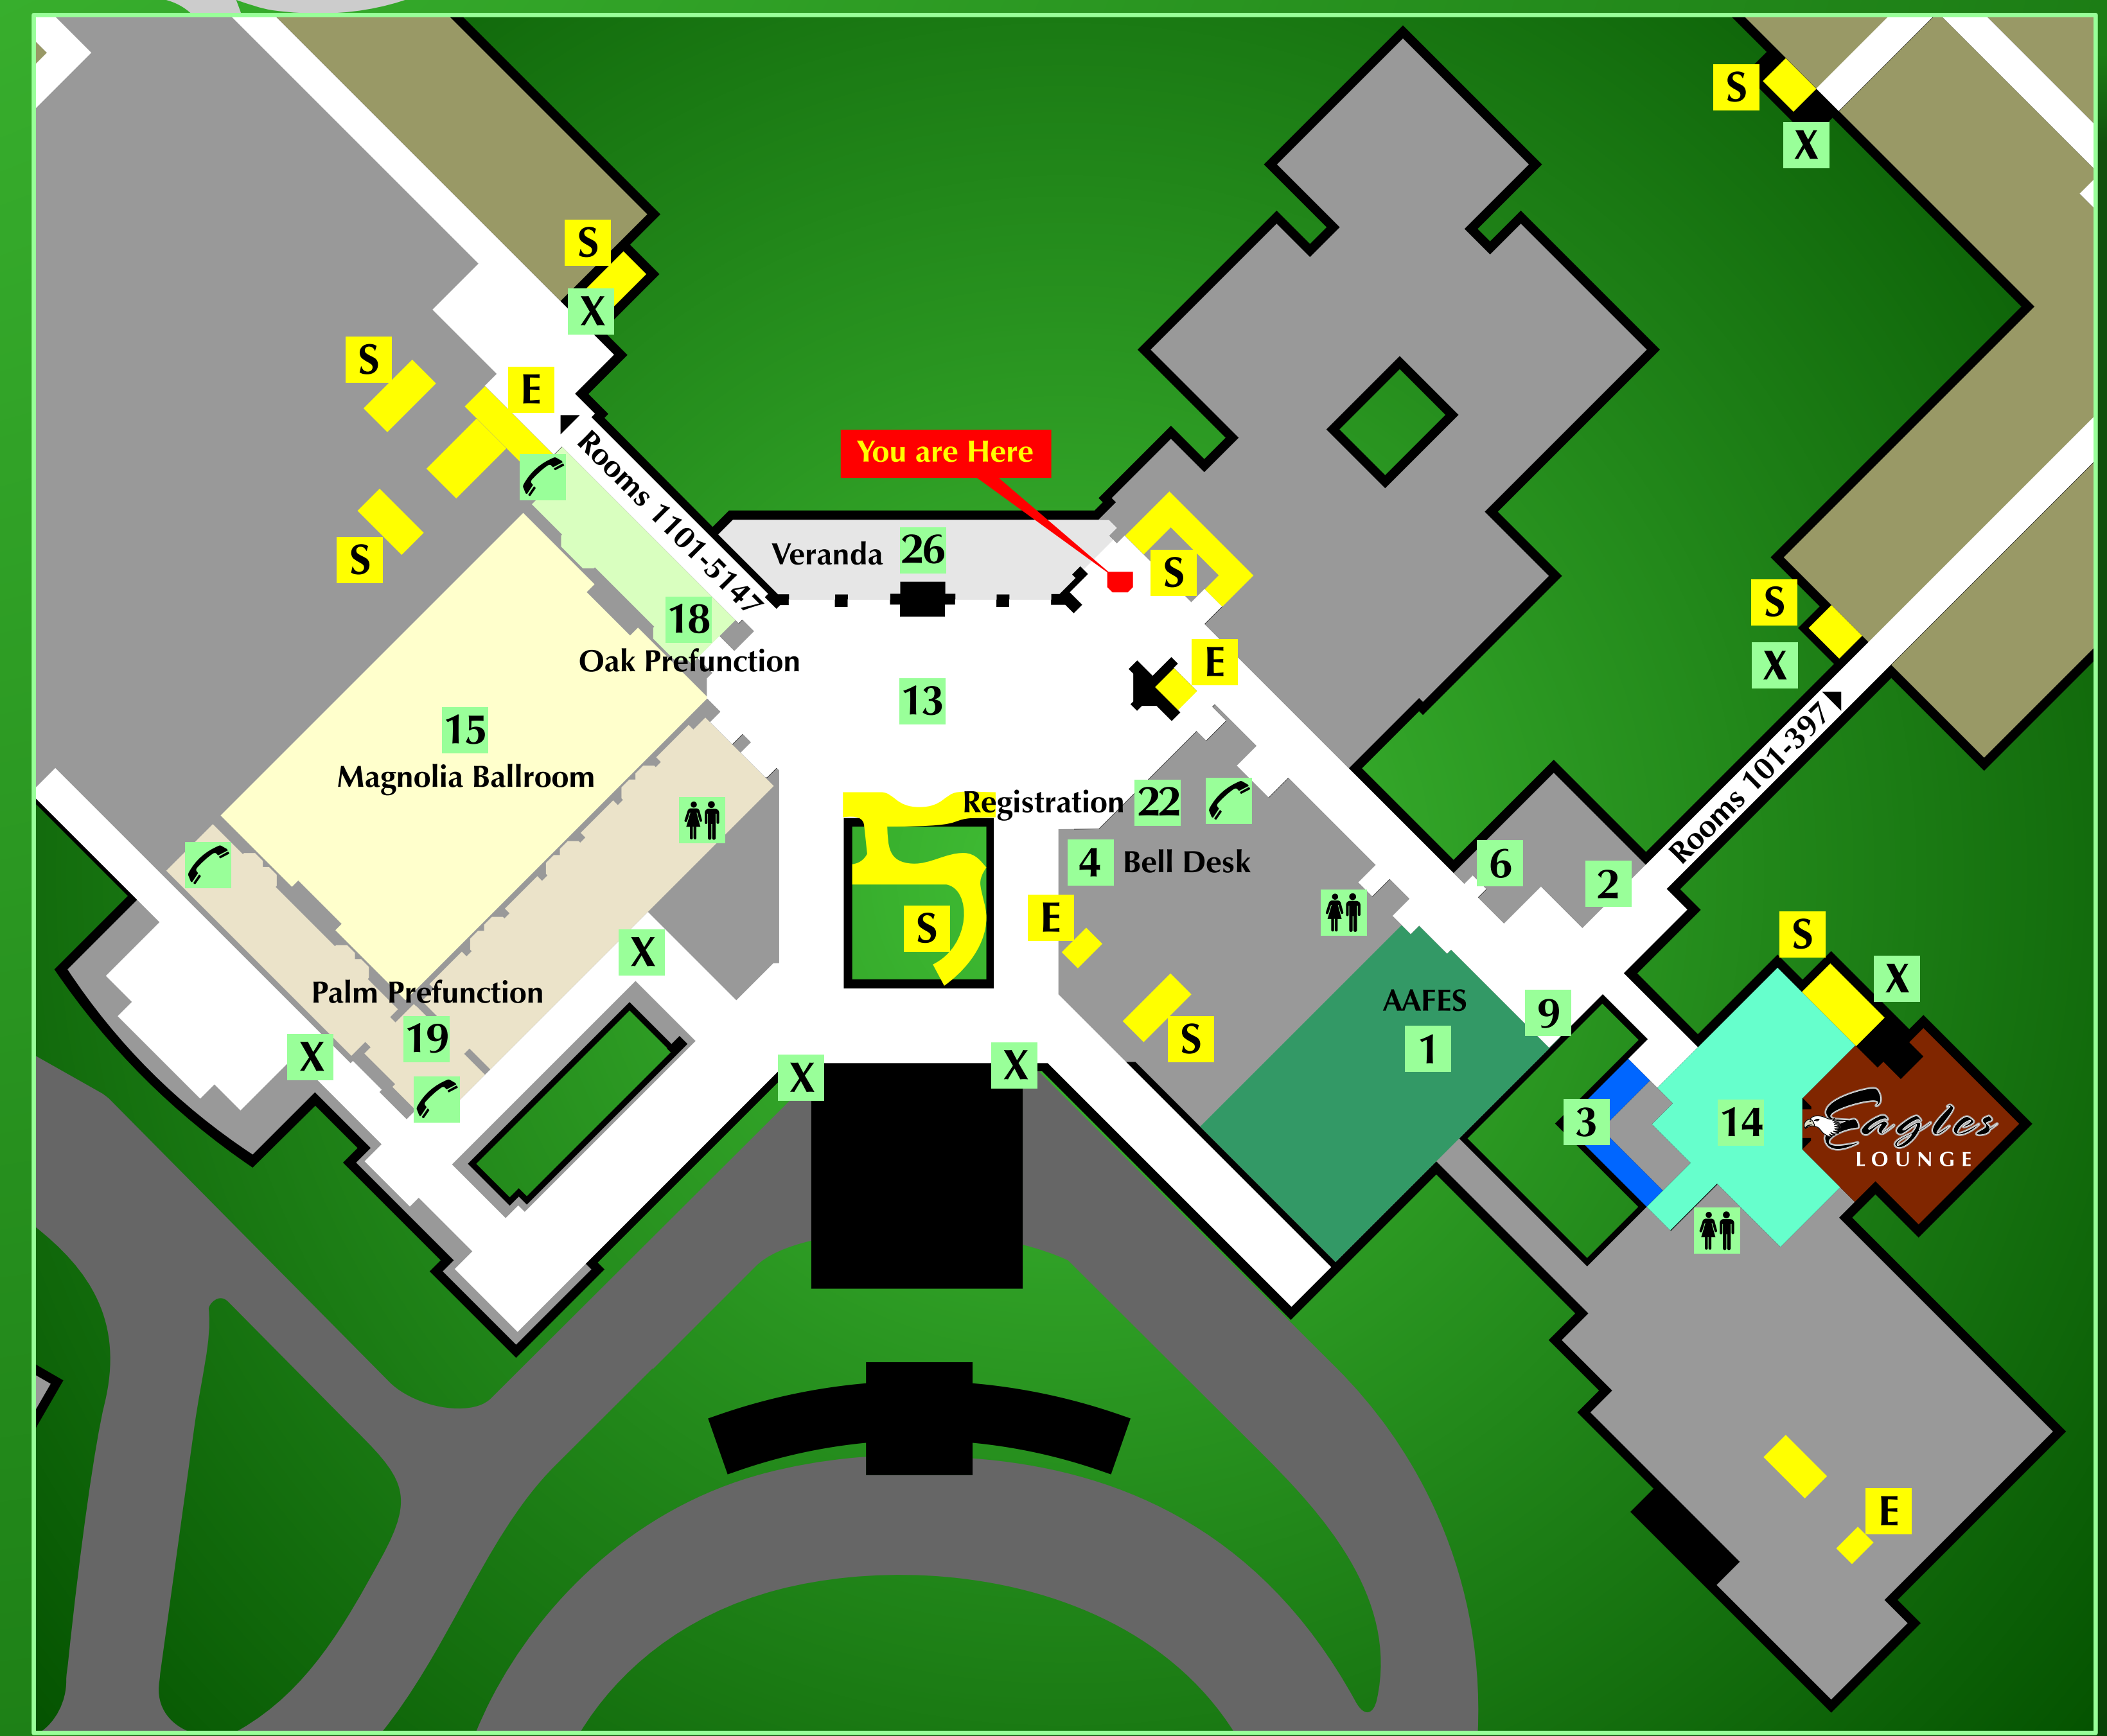 S
X
S
X
S
E
You are Here
Rooms 1101-5147
S
Veranda 26
S
S
18
Oak Prefunction
E
X
13
15
Magnolia Ballroom
Rooms 101-397
Registration 22
4 Bell Desk
6
2
E
S
S
X
X
Palm Prefunction
19
X
AAFES
1
9
S
X
X
3
14
Eagles
LOUNGE
E